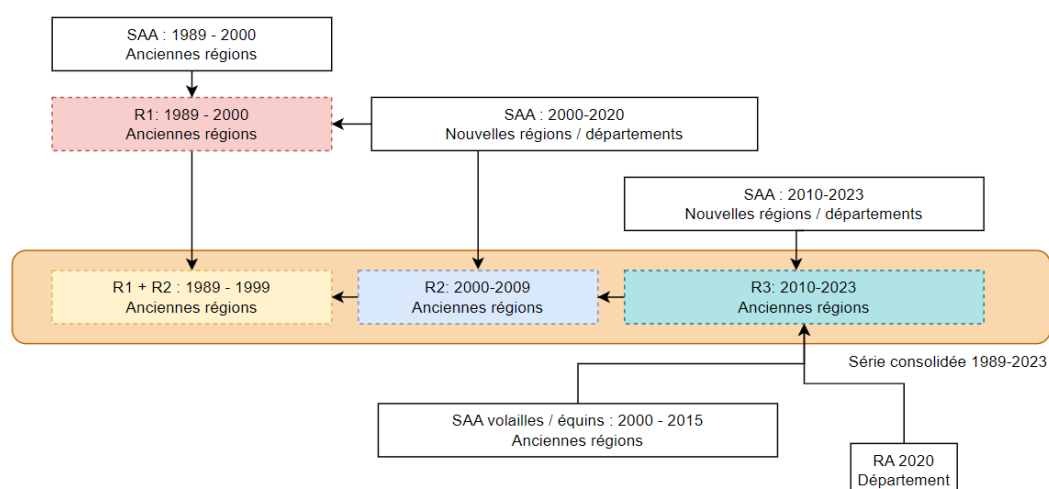 SAA : 1989 - 2000
Anciennes régions
R1: 1989 - 2000
Anciennes régions
SAA : 2000-2020
Nouvelles régions / départements
SAA : 2010-2023
Nouvelles régions / départements
R1 + R2 : 1989 - 1999
Anciennes régions
R2: 2000-2009
Anciennes régions
R3: 2010-2023
Anciennes régions
Série consolidée 1989-2023
SAA volailles / équins : 2000 - 2015
Anciennes régions
RA 2020
Département